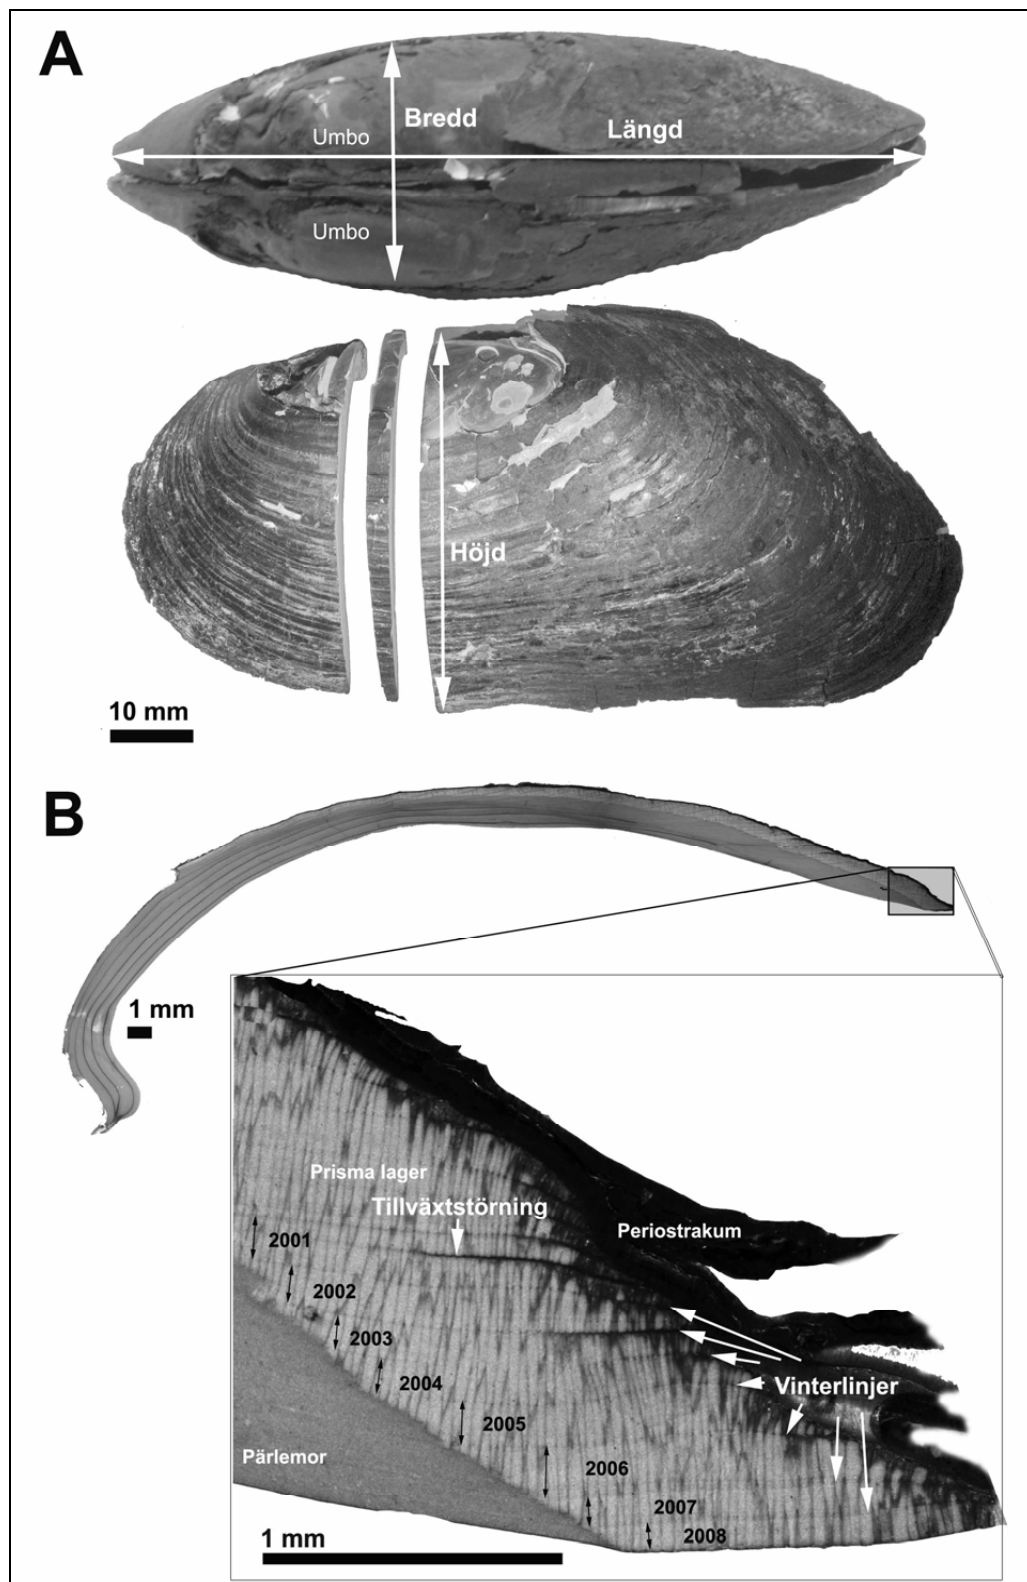 A
Bredd
Längd
Umbo
Umbo
Höjd
10 mm
B
1 mm
Prisma lager
Tillväxtstörning
Periostrakum
2001
2002
2003
2004
Vinterlinjer
2005
Pärlemor
2006
2007
2008
1 mm